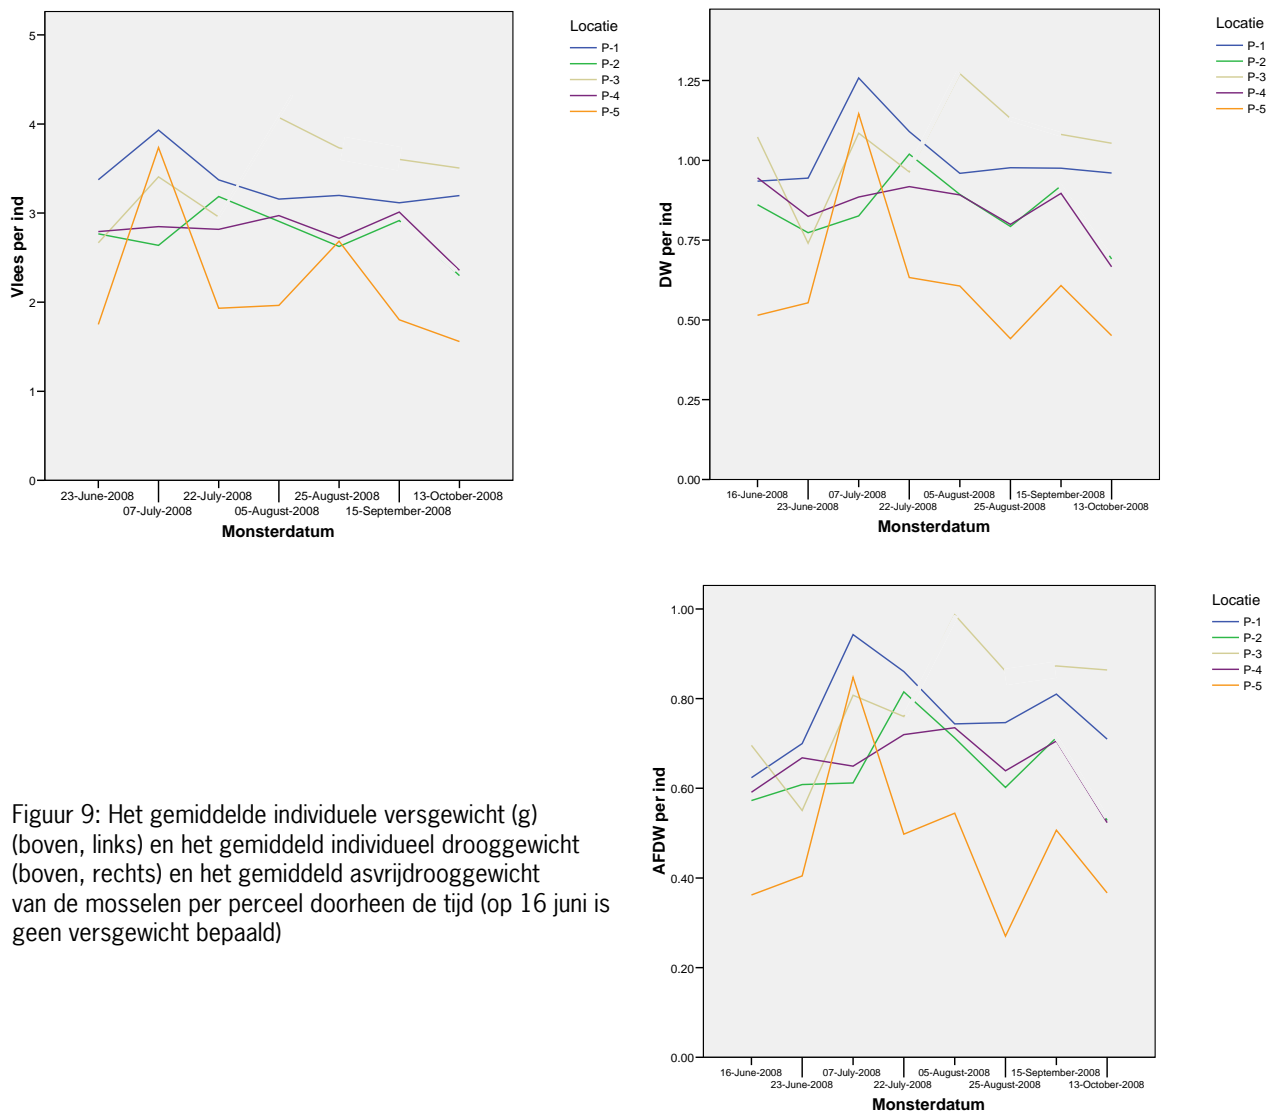 Vlees per ind
5
4
3
2
1
0
23-June-2008
07-July-2008
22-July-2008
05-August-2008
25-August-2008
15-September-2008
13-October-2008
Monsterdatum
Locatie
P-1
P-2
P-3
P-4
P-5
DW per ind
1.25
1.00
0.75
0.50
0.25
0.00
16-June-2008
23-June-2008
07-July-2008
22-July-2008
05-August-2008
25-August-2008
15-September-2008
13-October-2008
Monsterdatum
Locatie
P-1
P-2
P-3
P-4
P-5
Figuur 9: Het gemiddelde individuele versgewicht (g)
(boven, links) en het gemiddeld individueel drooggewicht
(boven, rechts) en het gemiddeld asvrijdrooggewicht
van de mosselen per perceel doorheen de tijd (op 16 juni is
geen versgewicht bepaald)
AFDW per ind
1.00
0.80
0.60
0.40
0.20
0.00
16-June-2008
23-June-2008
07-July-2008
22-July-2008
05-August-2008
25-August-2008
15-September-2008
13-October-2008
Monsterdatum
Locatie
P-1
P-2
P-3
P-4
P-5